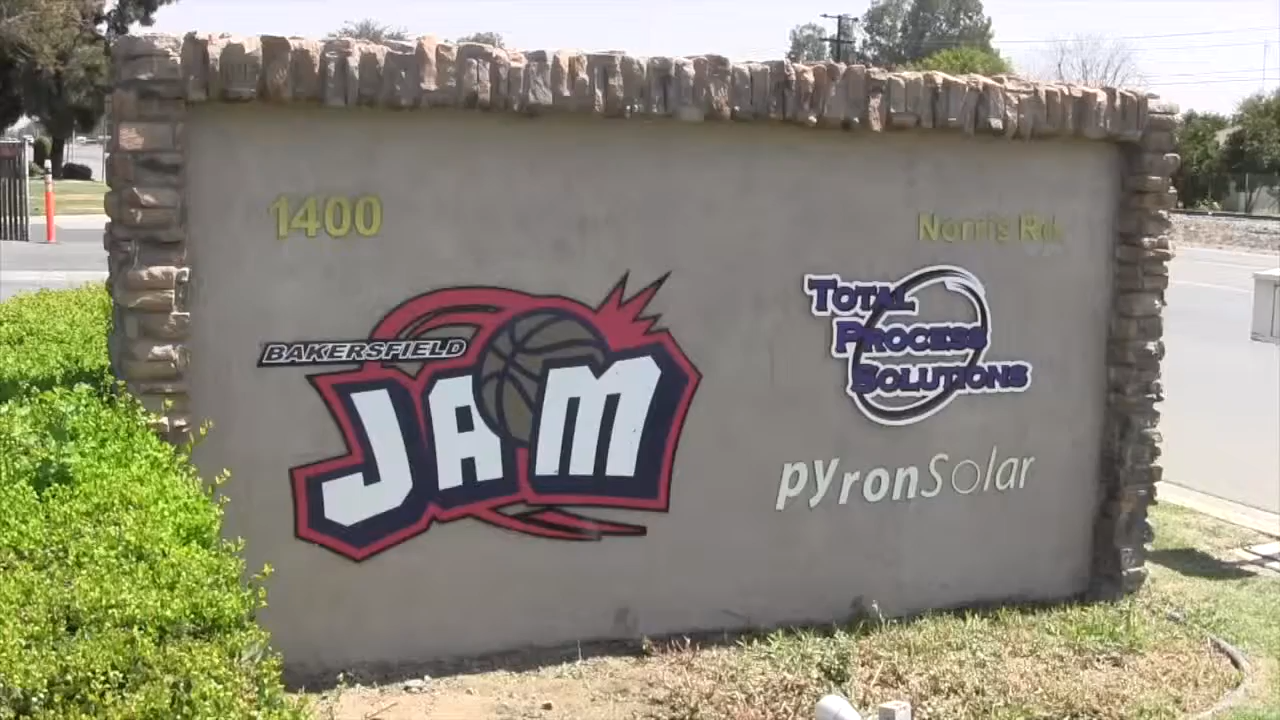 1400
Norris Rd.
BAKERSFIELD
JAM
TOTAL
PROCESS
SOLUTIONS
pyronSolar